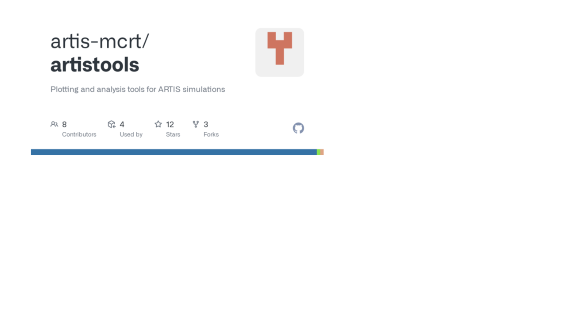 artis-mcrt/
artistools
Plotting and analysis tools for ARTIS simulations
8 4 12 3
Contributors Used by Stars Forks